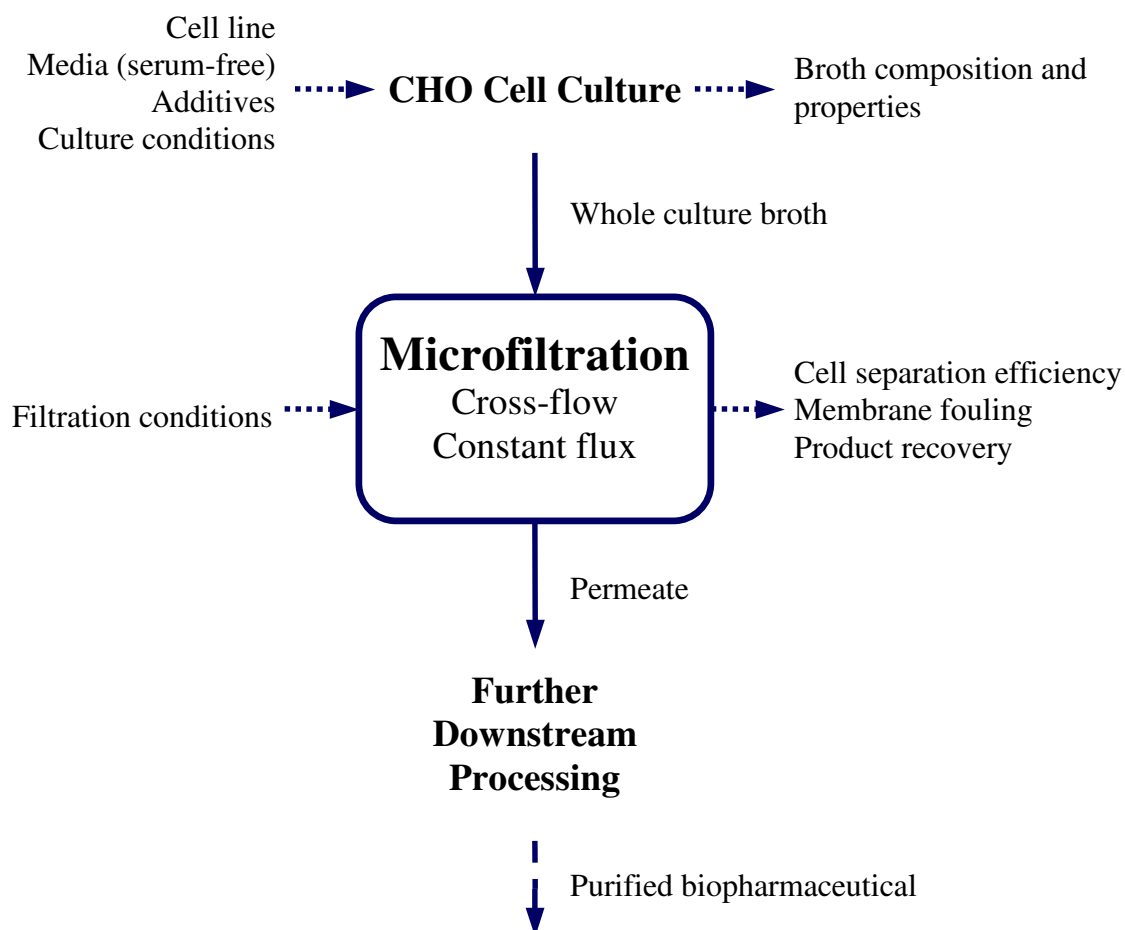 Cell line
Media (serum-free)
Additives
Culture conditions
CHO Cell Culture
Broth composition and
properties
Whole culture broth
Filtration conditions
Microfiltration
Cross-flow
Constant flux
Cell separation efficiency
Membrane fouling
Product recovery
Permeate
Further
Downstream
Processing
Purified biopharmaceutical